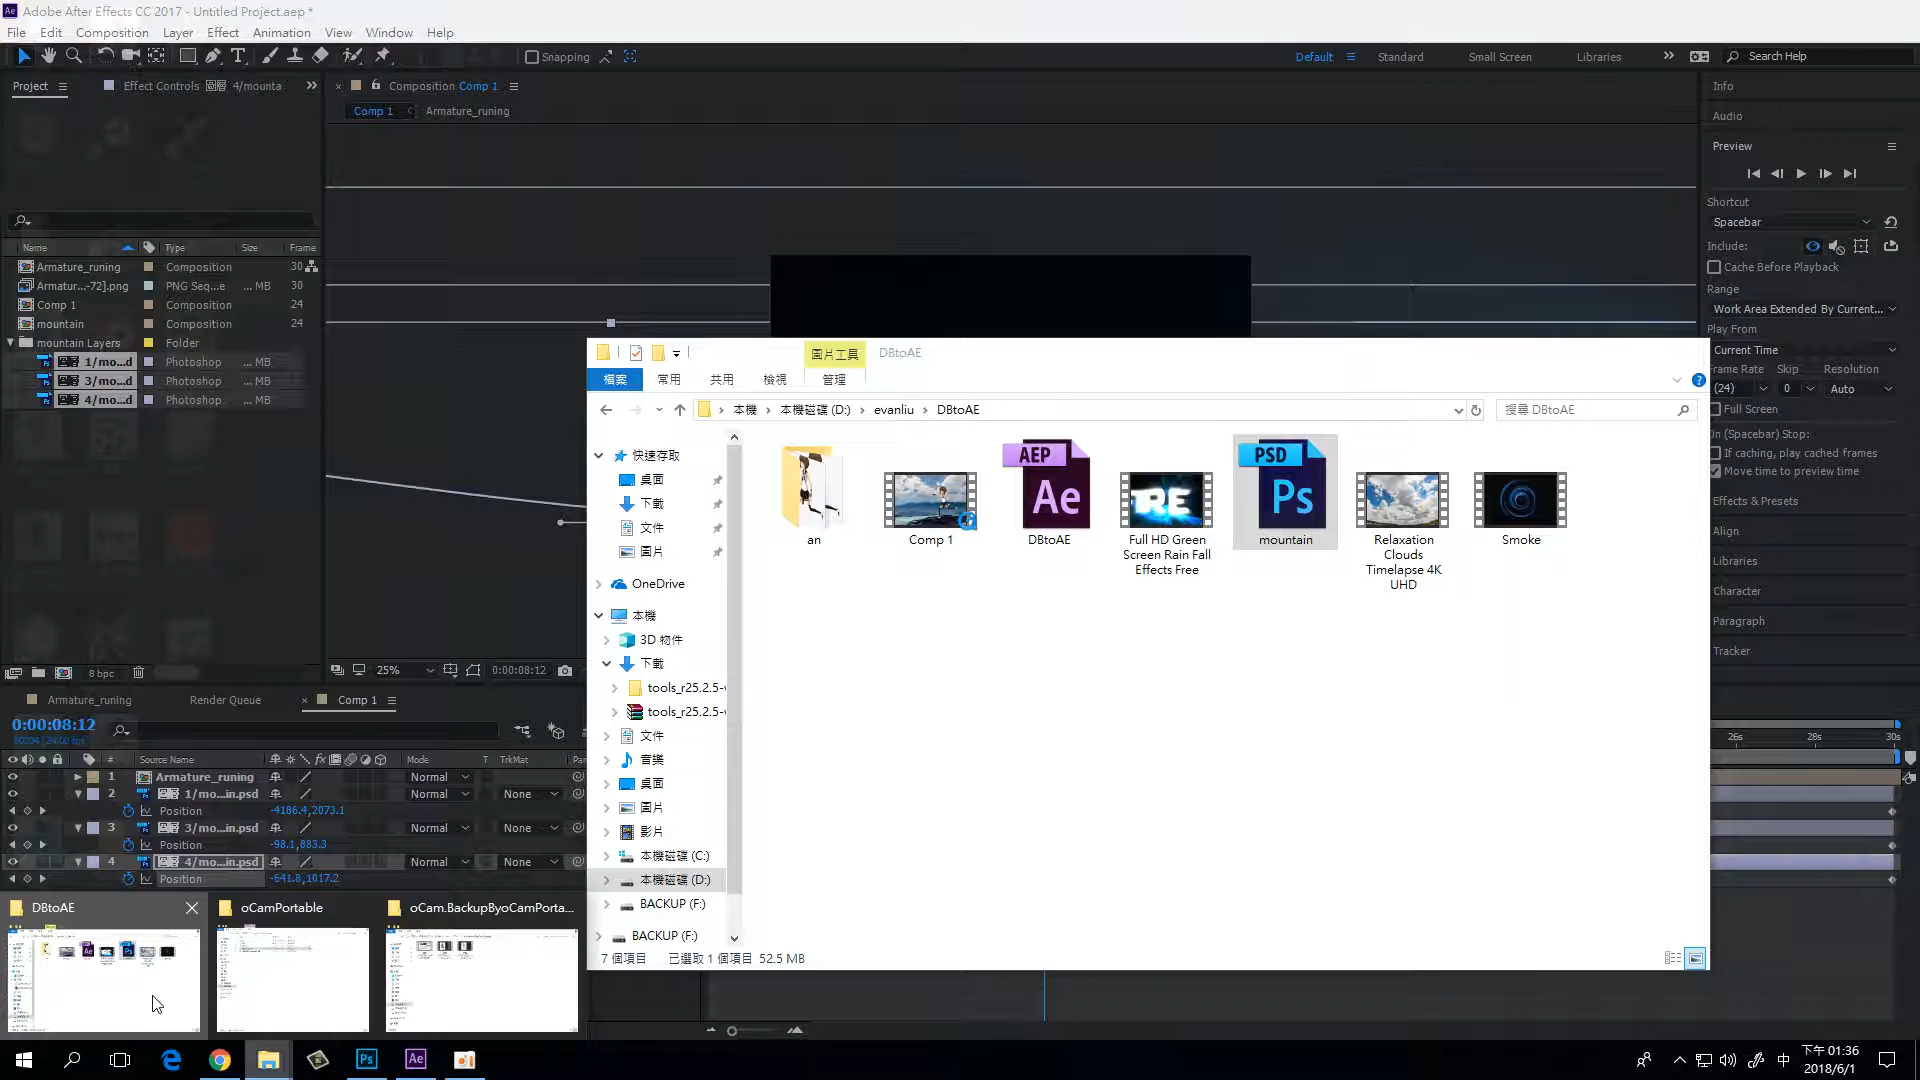 Adobe After Effects CC 2017 - Untitled Project.aep *
File Edit Composition Layer Effect Animation View Window Help
Snapping
Default
Standard
Small Screen
Libraries
Search Help
Project
Effect Controls
4/mounta
Composition Comp 1
Comp 1
Armature_runing
Name
Type
Size
Frame
Armature_runing Composition 30
Armatur...-72].png PNG Seq...e ... MB 30
Comp 1 Composition 24
mountain Composition 24
mountain Layers Folder
1/mo...d Photoshop ... MB
3/mo...d Photoshop ... MB
4/mo...d Photoshop ... MB
8 bpc
25%
0:00:08:12
Info
Audio
Preview
Shortcut
Spacebar
Include:
Cache Before Playback
Range
Work Area Extended By Current...
Play From
Current Time
Frame Rate Skip Resolution
(24) 0 Auto
Full Screen
On (Spacebar) Stop:
If caching, play cached frames
Move time to preview time
Effects & Presets
Align
Libraries
Character
Paragraph
Tracker
圖片工具
DBtoAE
檔案 常用 共用 檢視 管理
本機 本機磁碟 (D:) evanliu DBtoAE
搜尋 DBtoAE
快速存取
桌面
下載
文件
圖片
OneDrive
本機
3D 物件
下載
tools_r25.2.5-
tools_r25.2.5-
文件
音樂
桌面
圖片
影片
本機磁碟 (C:)
本機磁碟 (D:)
BACKUP (F:)
BACKUP (F:)
an
Comp 1
AEP
Ae
DBtoAE
RE
Full HD Green
Screen Rain Fall
Effects Free
PSD
Ps
mountain
Relaxation
Clouds
Timelapse 4K
UHD
Smoke
7 個項目 已選取 1 個項目 52.5 MB
Armature_runing
Render Queue
Comp 1
0:00:08:12
# Source Name
Mode
T TrkMat
1 Armature_runing Normal
2 1/mo...in.psd Normal None
Position -4186.4,2073.1
3 3/mo...in.psd Normal None
Position -98.1,883.3
4 4/mo...in.psd Normal None
Position -641.8,1017.2
26s 28s 30s
DBtoAE
oCamPortable
oCam.BackupByoCamPorta...
Ps
Ae
中
下午 01:36
2018/6/1